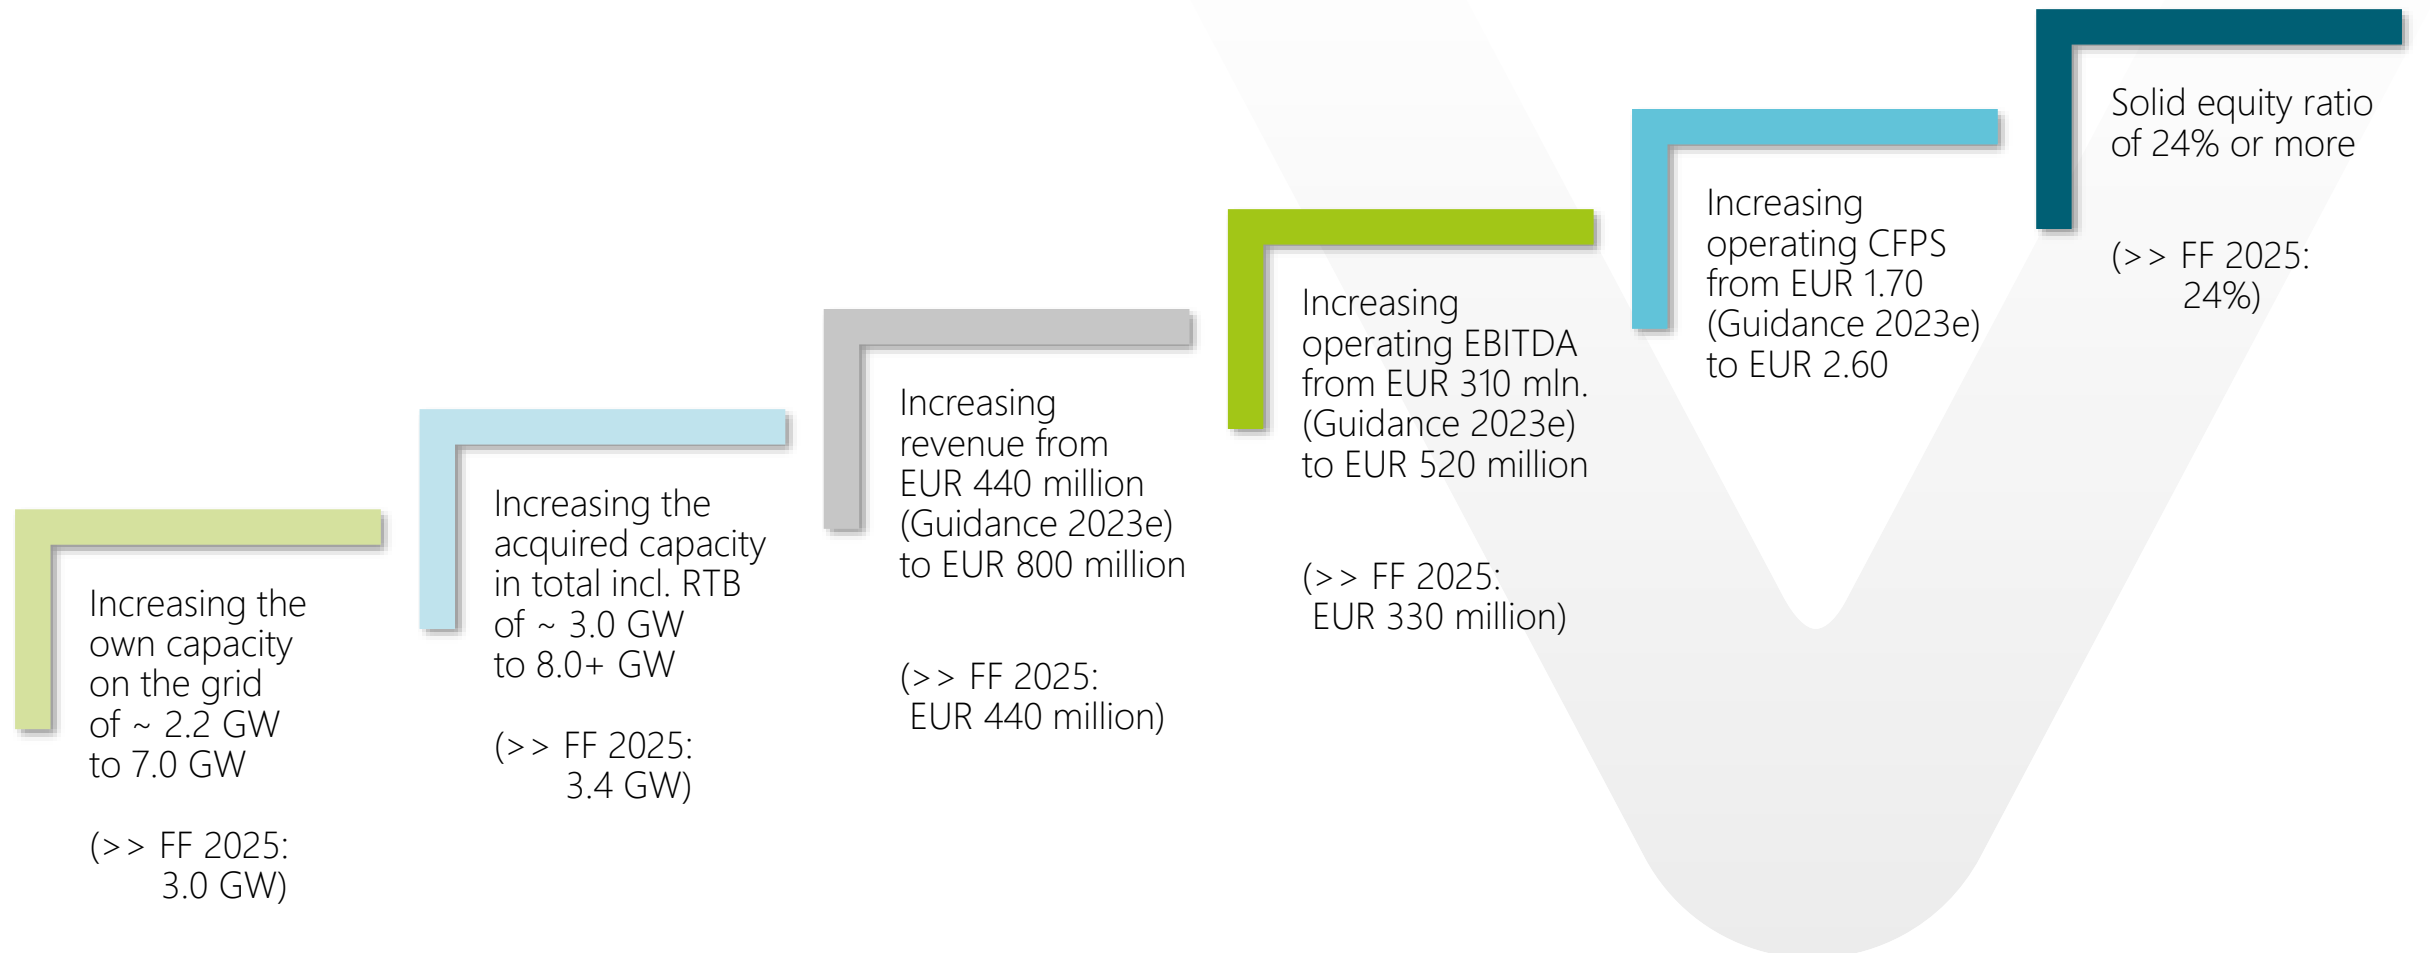 Increasing the
own capacity
on the grid
of ~ 2.2 GW
to 7.0 GW
(>> FF 2025:
3.0 GW)
Increasing the
acquired capacity
in total incl. RTB
of ~ 3.0 GW
to 8.0+ GW
(>> FF 2025:
3.4 GW)
Increasing
revenue from
EUR 440 million
(Guidance 2023e)
to EUR 800 million
(>> FF 2025:
EUR 440 million)
Increasing
operating EBITDA
from EUR 310 mln.
(Guidance 2023e)
to EUR 520 million
(>> FF 2025:
EUR 330 million)
Increasing
operating CFPS
from EUR 1.70
(Guidance 2023e)
to EUR 2.60
Solid equity ratio
of 24% or more
(>> FF 2025:
24%)